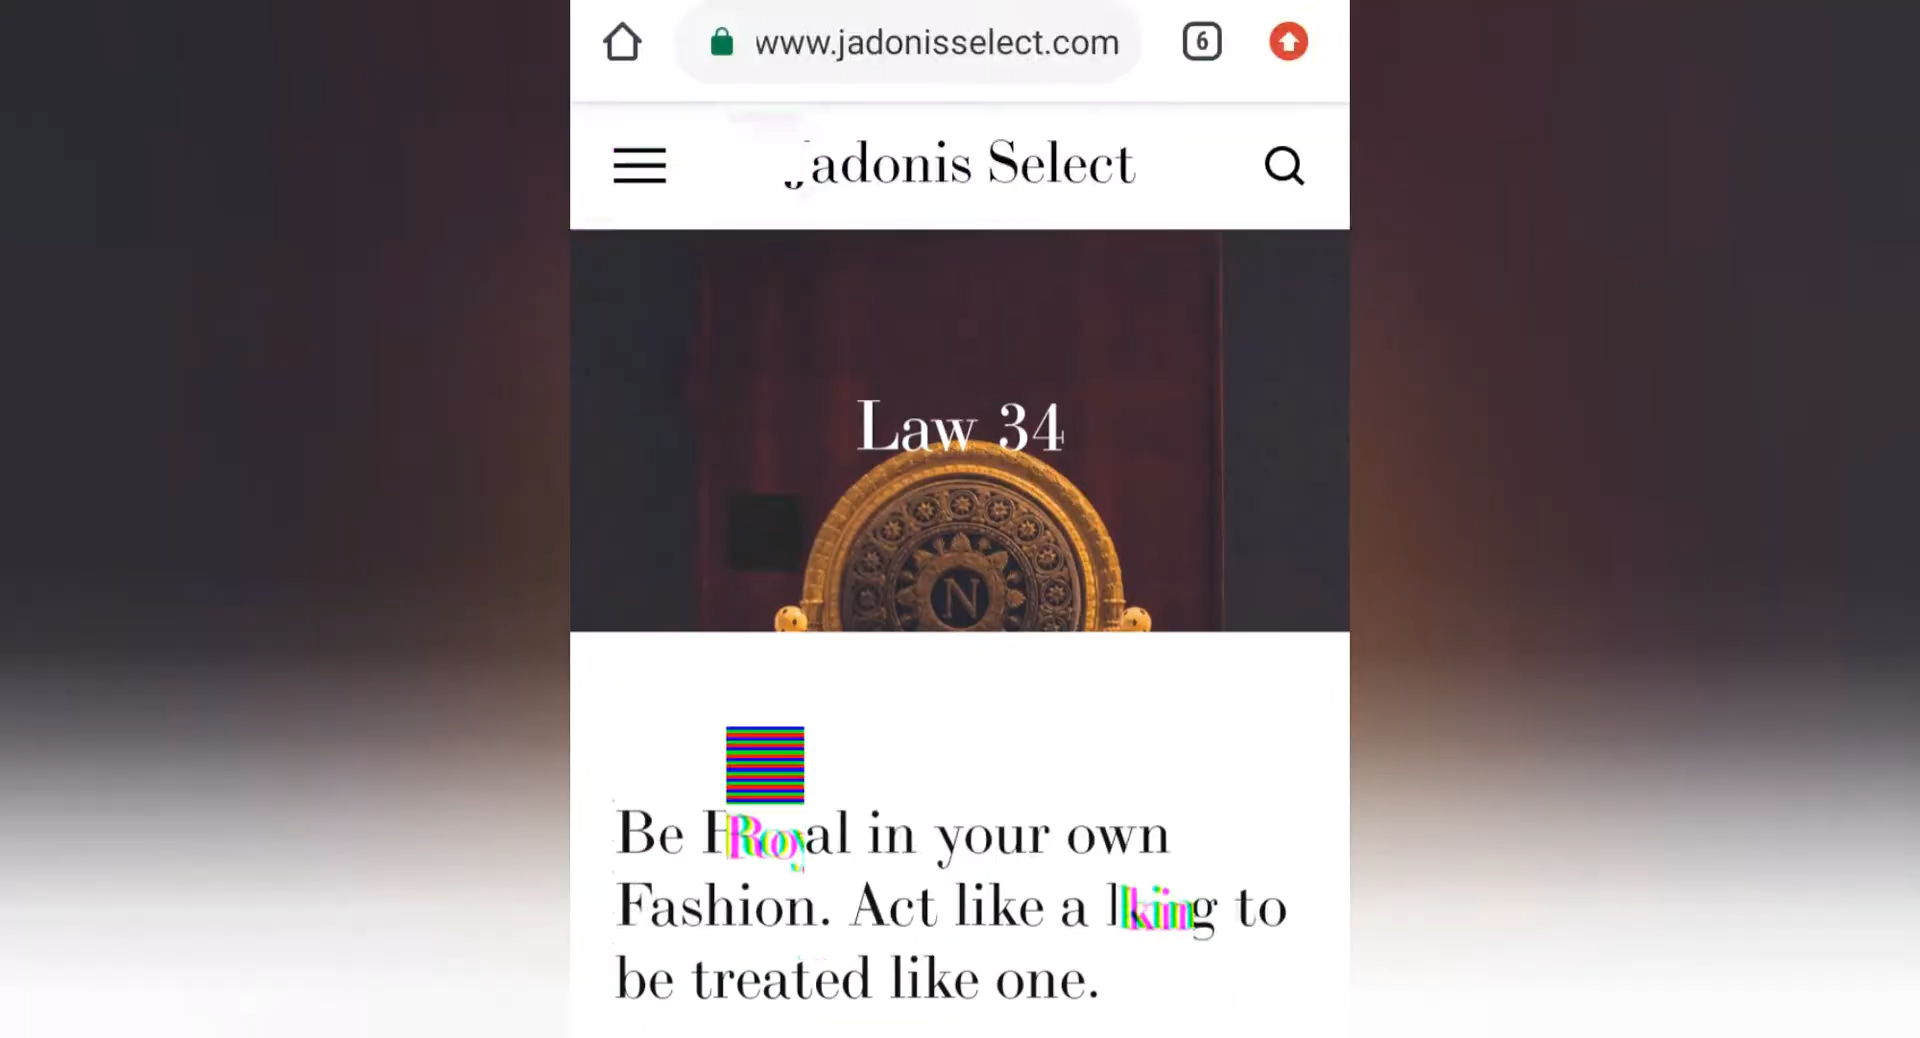 www.jadonisselect.com
6
Jadonis Select
Law 34
N
Be Royal in your own
Fashion. Act like a king to
be treated like one.